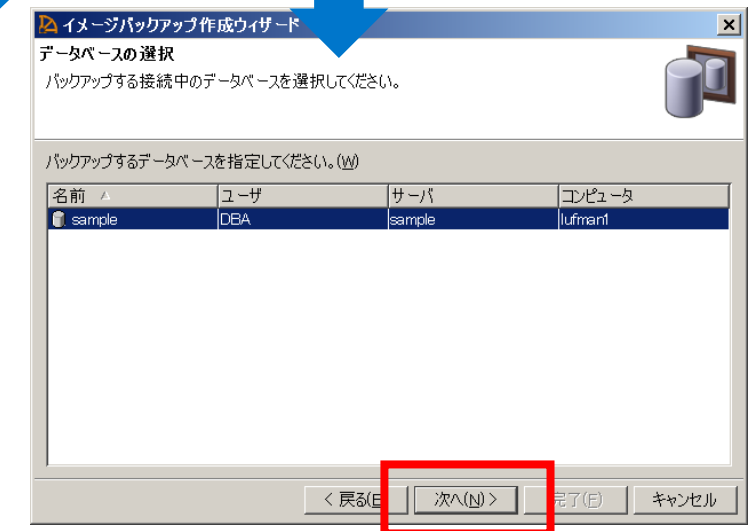 イメージバックアップ作成ウィザード
データベースの選択
バックアップする接続中のデータベースを選択してください。
バックアップするデータベースを指定してください。(W)
名前 ユーザ サーバ コンピュータ
sample DBA sample lufman1
< 戻る(E 次へ(N) > 完了(F) キャンセル